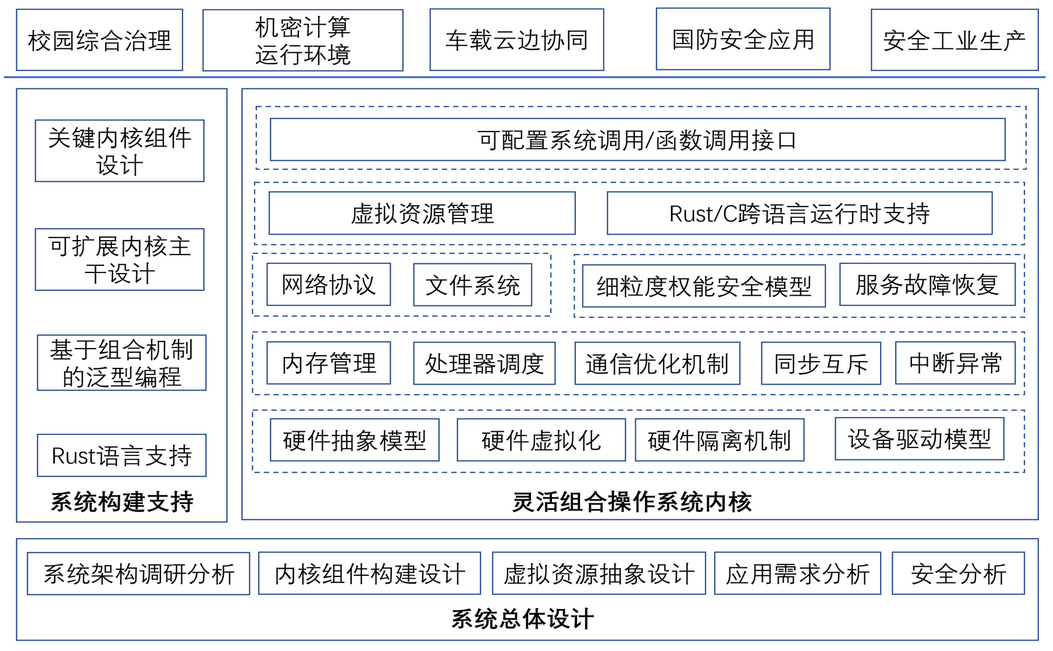 校园综合治理
机密计算
运行环境
车载云边协同
国防安全应用
安全工业生产
关键内核组件
设计
可扩展内核主
干设计
基于组合机制
的泛型编程
Rust语言支持
系统构建支持
可配置系统调用/函数调用接口
虚拟资源管理
Rust/C跨语言运行时支持
网络协议
文件系统
细粒度权能安全模型
服务故障恢复
内存管理
处理器调度
通信优化机制
同步互斥
中断异常
硬件抽象模型
硬件虚拟化
硬件隔离机制
设备驱动模型
灵活组合操作系统内核
系统架构调研分析
内核组件构建设计
虚拟资源抽象设计
应用需求分析
安全分析
系统总体设计